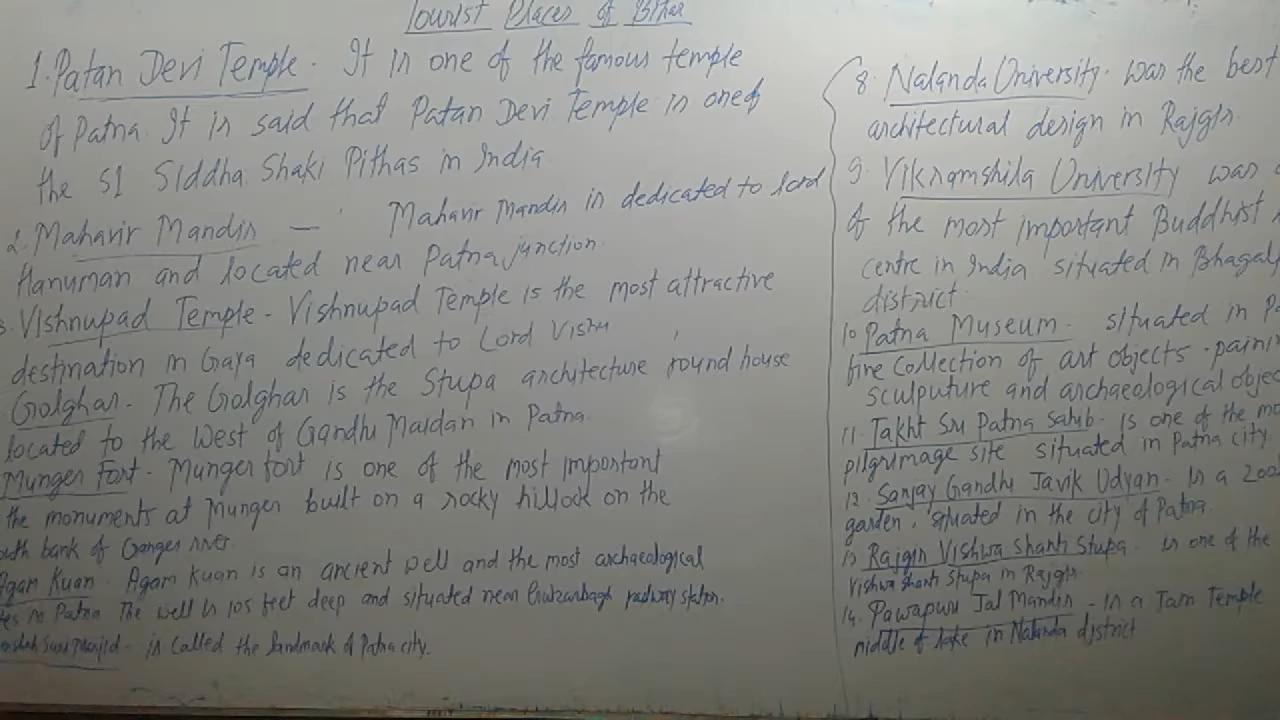 Tourist Places of Bihar
1. Patan Devi Temple. It is one of the famous temple
of Patna. It is said that Patan Devi Temple is one of
the 51 Siddha Shaki Pithas in India
2. Mahavir Mandir — Mahavir Mandir is dedicated to lord
Hanuman and located near Patna junction.
3. Vishnupad Temple - Vishnupad Temple is the most attractive
destination in Gaya dedicated to Lord Vishu
Golghar - The Golghar is the Stupa architecture round house
located to the West of Gandhi Maidan in Patna.
Munger Fort - Munger fort is one of the most important
the monuments at Munger built on a rocky hillock on the
bank of Ganges river.
Agam Kuan. Agam Kuan is an ancient well and the most archaeological
in Patna The well is 105 feet deep and situated near railway station.
- is Called the landmark of Patna city.
8. Nalanda University. was the best
architectural design in Rajgir.
9. Vikramshila University was
of the most important Buddhist
centre in India situated in
district.
10. Patna Museum. situated in
fine Collection of art objects.
sculputure and archaeological
11. Takht Sri Patna Sahib. is one of the
pilgrimage site situated in Patna city.
12. Sanjay Gandhi Javik Udyan. Is a
garden, situated in the city of Patna.
13 Rajgir Vishwa Shanti Stupa. is one of the
Vishwa Shanti Stupa in Rajgir
14. Pawapuri Jal Mandir - is a Jain Temple
middle of lake in Nalanda district